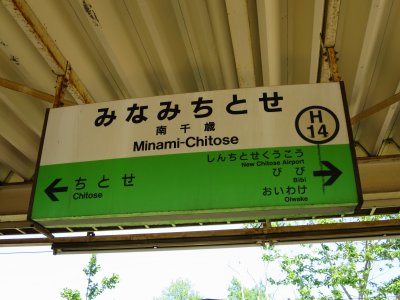 みなみちとせ
南千歳
Minami-Chitose
H
14
ちとせ
Chitose
しんちとせくうこう
New Chitose Airport
びび
Bibi
おいわけ
Oiwake